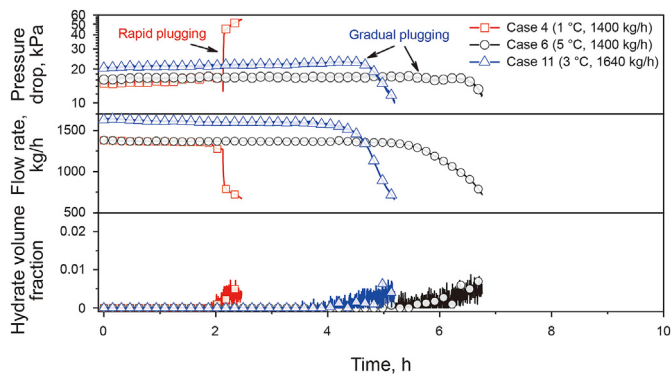 60
50
40
30
20
10
Pressure
drop, kPa
Rapid plugging
Gradual plugging
Case 4 (1 °C, 1400 kg/h)
Case 6 (5 °C, 1400 kg/h)
Case 11 (3 °C, 1640 kg/h)
1500
1000
500
Flow rate,
kg/h
0.02
0.01
0
Hydrate volume
fraction
0 2 4 6 8 10
Time, h